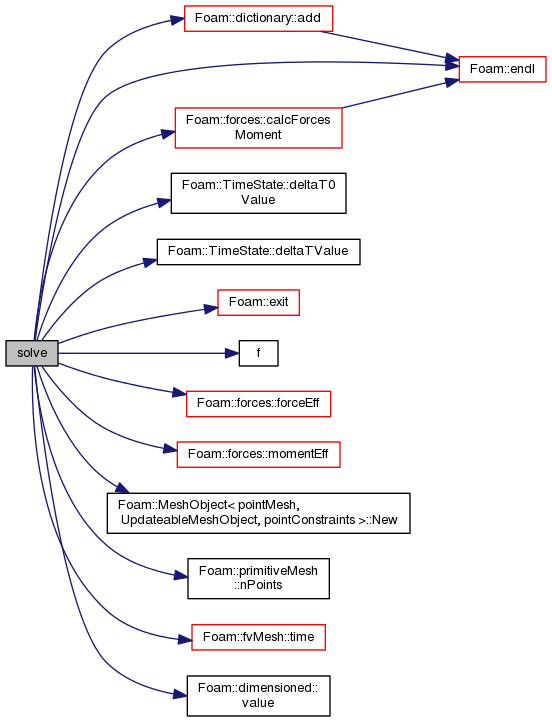 Foam::dictionary::add
Foam::endl
Foam::forces::calcForces
Moment
Foam::TimeState::deltaT0
Value
Foam::TimeState::deltaTValue
Foam::exit
solve
f
Foam::forces::forceEff
Foam::forces::momentEff
Foam::MeshObject< pointMesh,
UpdateableMeshObject, pointConstraints >::New
Foam::primitiveMesh
::nPoints
Foam::fvMesh::time
Foam::dimensioned::
value